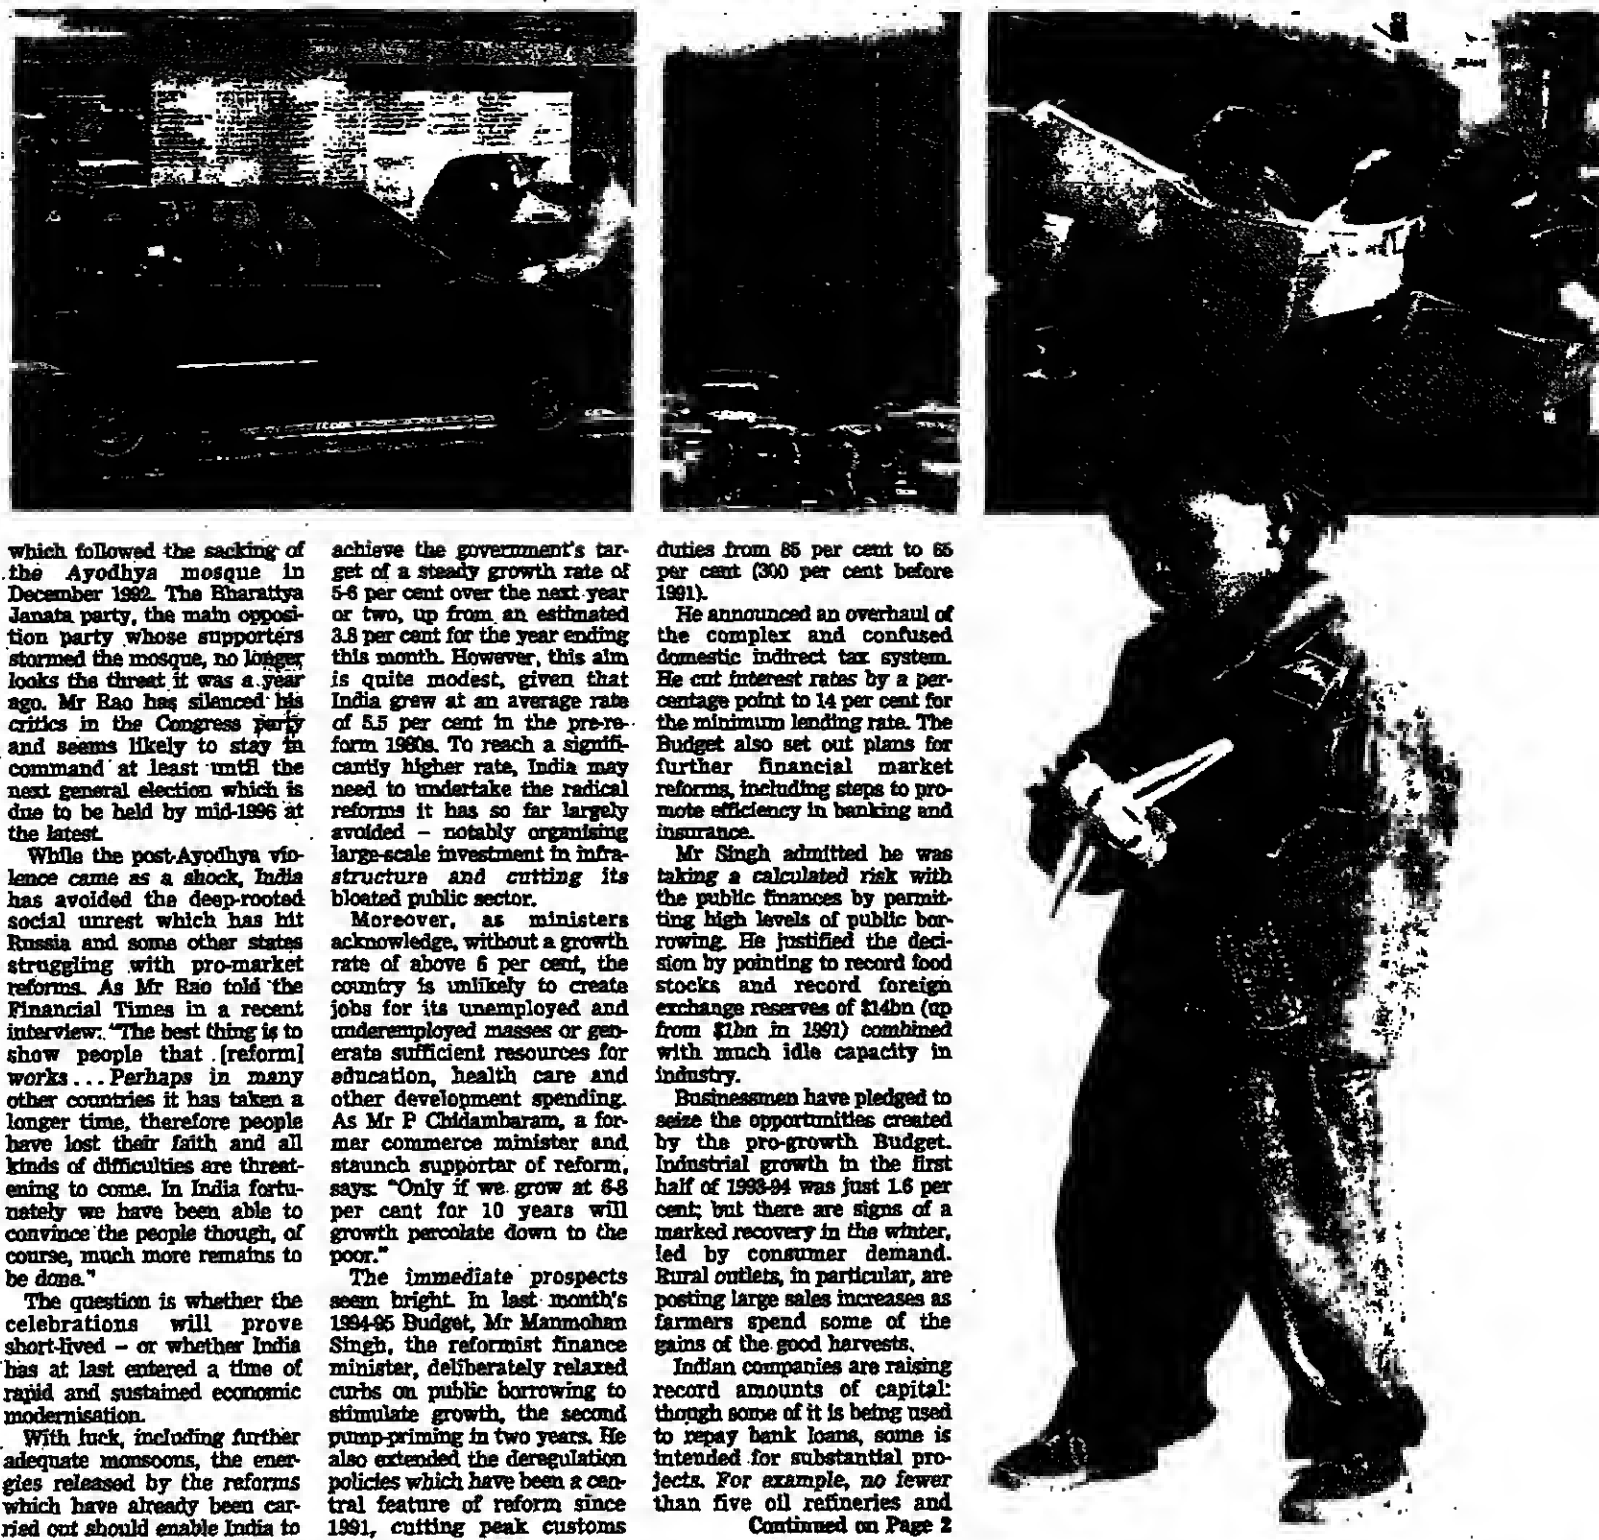 which followed the sacking of
the Ayodhya mosque in
December 1992. The Bharatiya
Janata party, the main opposi-
tion party whose supporters
stormed the mosque, no longer
looks the threat it was a year
ago. Mr Rao has silenced his
critics in the Congress party
and seems likely to stay in
command at least until the
next general election which is
due to be held by mid-1996 at
the latest.
While the post-Ayodhya vio-
lence came as a shock, India
has avoided the deep-rooted
social unrest which has hit
Russia and some other states
struggling with pro-market
reforms. As Mr Rao told the
Financial Times in a recent
interview: "The best thing is to
show people that [reform]
works... Perhaps in many
other countries it has taken a
longer time, therefore people
have lost their faith and all
kinds of difficulties are threat-
ening to come. In India fortu-
nately we have been able to
convince the people though, of
course, much more remains to
be done."
The question is whether the
celebrations will prove
short-lived – or whether India
has at last entered a time of
rapid and sustained economic
modernisation.
With luck, including further
adequate monsoons, the ener-
gies released by the reforms
which have already been car-
ried out should enable India to
achieve the government's tar-
get of a steady growth rate of
5-6 per cent over the next year
or two, up from an estimated
3.8 per cent for the year ending
this month. However, this aim
is quite modest, given that
India grew at an average rate
of 5.5 per cent in the pre-re-
form 1980s. To reach a signifi-
cantly higher rate, India may
need to undertake the radical
reforms it has so far largely
avoided – notably organising
large-scale investment in infra-
structure and cutting its
bloated public sector.
Moreover, as ministers
acknowledge, without a growth
rate of above 6 per cent, the
country is unlikely to create
jobs for its unemployed and
underemployed masses or gen-
erate sufficient resources for
education, health care and
other development spending.
As Mr P Chidambaram, a for-
mer commerce minister and
staunch supporter of reform,
says: "Only if we grow at 6-8
per cent for 10 years will
growth percolate down to the
poor."
The immediate prospects
seem bright. In last month's
1994-95 Budget, Mr Manmohan
Singh, the reformist finance
minister, deliberately relaxed
curbs on public borrowing to
stimulate growth, the second
pump-priming in two years. He
also extended the deregulation
policies which have been a cen-
tral feature of reform since
1991, cutting peak customs
duties from 85 per cent to 65
per cent (300 per cent before
1991).
He announced an overhaul of
the complex and confused
domestic indirect tax system.
He cut interest rates by a per-
centage point to 14 per cent for
the minimum lending rate. The
Budget also set out plans for
further financial market
reforms, including steps to pro-
mote efficiency in banking and
insurance.
Mr Singh admitted he was
taking a calculated risk with
the public finances by permit-
ting high levels of public bor-
rowing. He justified the deci-
sion by pointing to record food
stocks and record foreign
exchange reserves of $14bn (up
from $1bn in 1991) combined
with much idle capacity in
industry.
Businessmen have pledged to
seize the opportunities created
by the pro-growth Budget.
Industrial growth in the first
half of 1993-94 was just 1.6 per
cent; but there are signs of a
marked recovery in the winter,
led by consumer demand.
Rural outlets, in particular, are
posting large sales increases as
farmers spend some of the
gains of the good harvests.
Indian companies are raising
record amounts of capital:
though some of it is being used
to repay bank loans, some is
intended for substantial pro-
jects. For example, no fewer
than five oil refineries and
Continued on Page 2